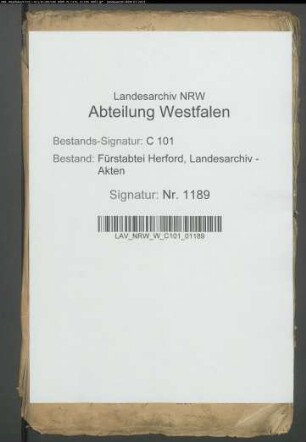 Landesarchiv NRW
Abteilung Westfalen
Bestands-Signatur: C 101
Bestand: Fürstabtei Herford, Landesarchiv -
Akten
Signatur: Nr. 1189
LAV_NRW_W_C101_01189